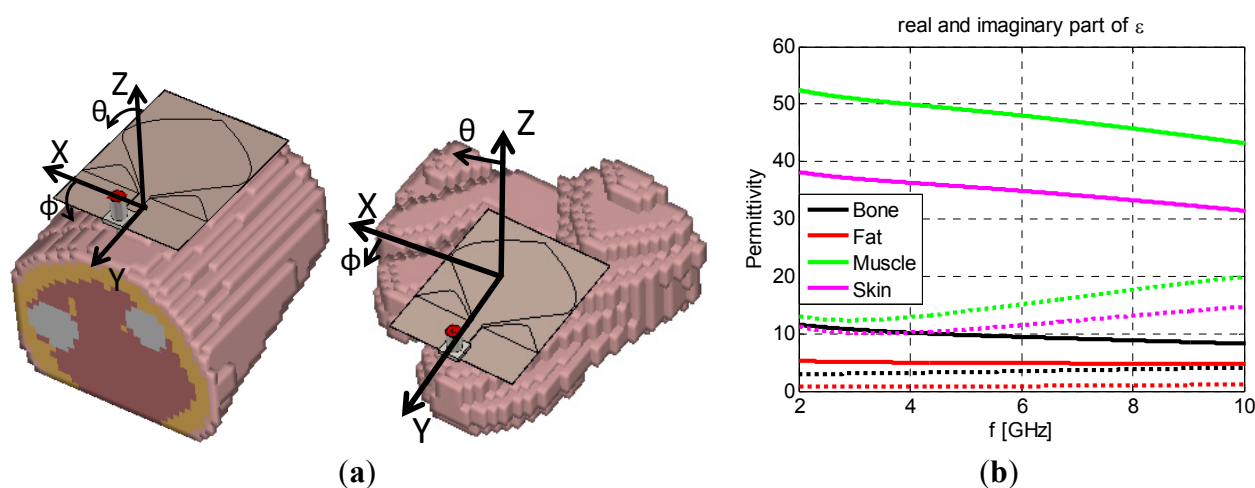 Z
θ
X
ϕ
Y
θ
Z
X
ϕ
Y
(a)
real and imaginary part of ε
60
50
40
30
20
10
0
Permittivity
Bone
Fat
Muscle
Skin
2 4 6 8 10
f [GHz]
(b)